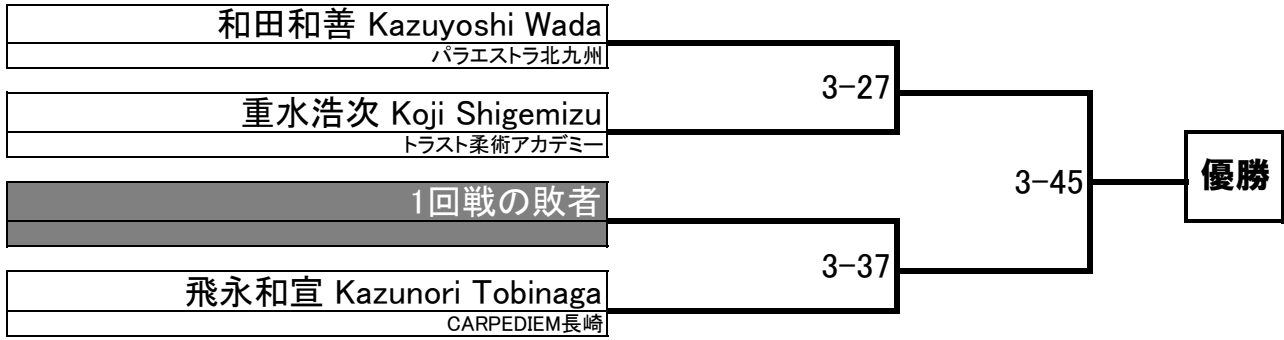 和田和善 Kazuyoshi Wada
パラエストラ北九州
3-27
重水浩次 Koji Shigemizu
トラスト柔術アカデミー
3-45
優勝
1回戦の敗者
3-37
飛永和宣 Kazunori Tobinaga
CARPEDIEM長崎